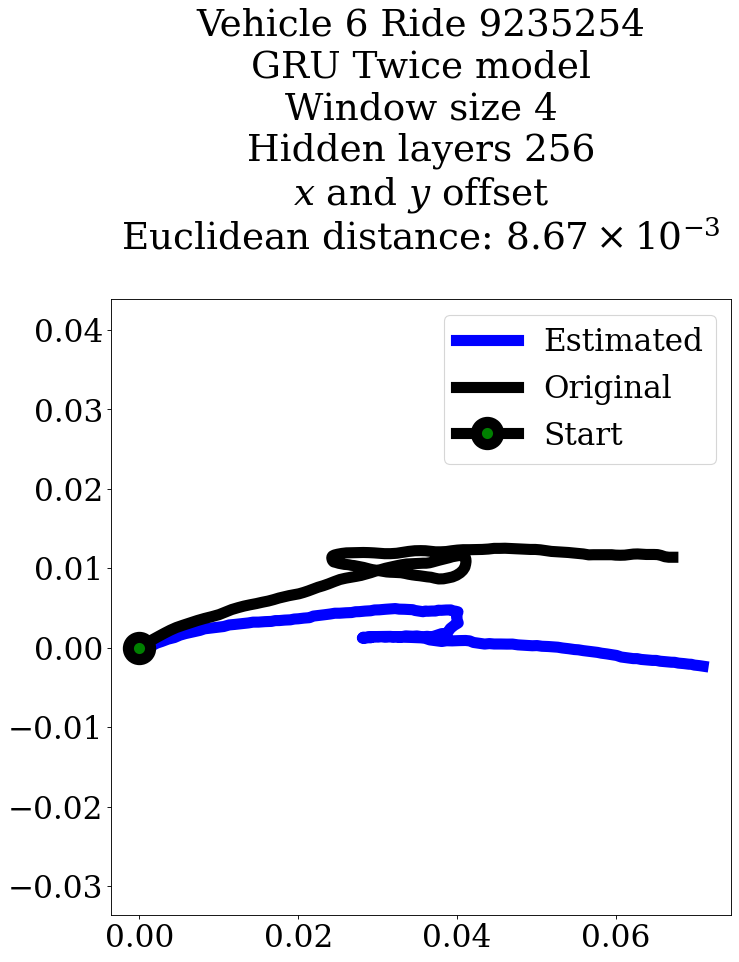 Vehicle 6 Ride 9235254
GRU Twice model
Window size 4
Hidden layers 256
x and y offset
Euclidean distance: 8.67 × 10⁻³
Estimated
Original
Start
0.04
0.03
0.02
0.01
0.00
−0.01
−0.02
−0.03
0.00 0.02 0.04 0.06